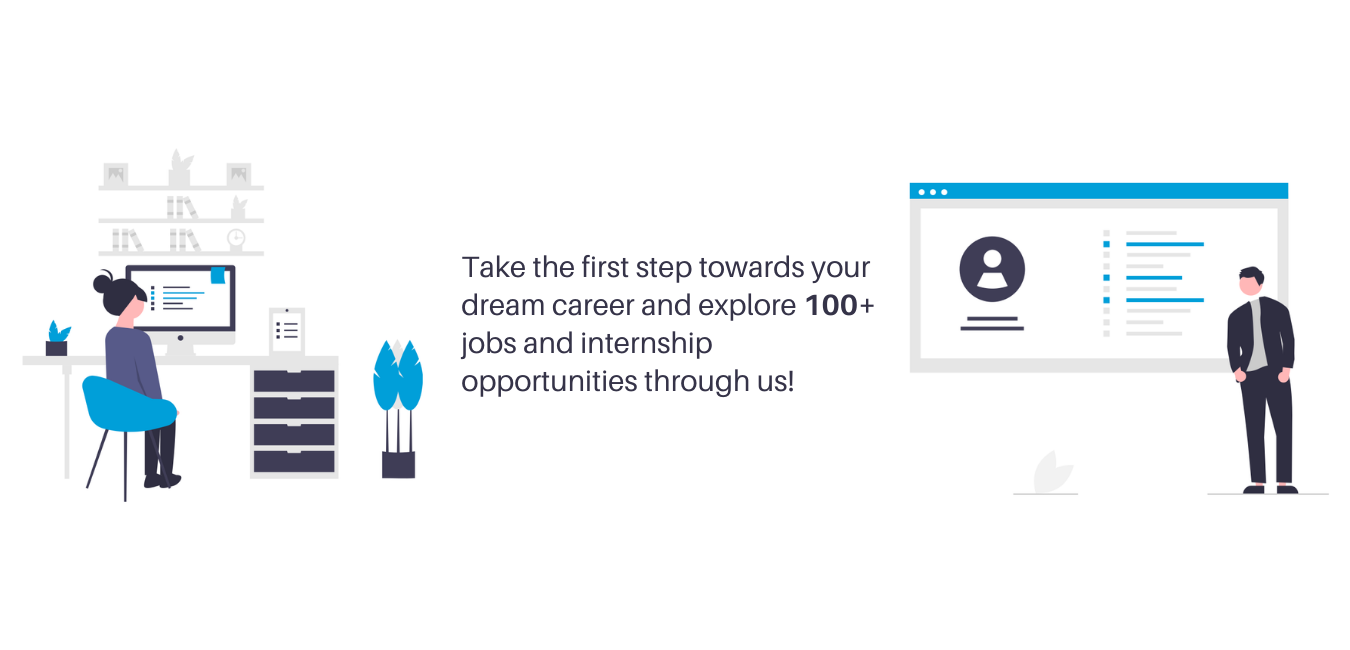 Take the first step towards your
dream career and explore 100+
jobs and internship
opportunities through us!